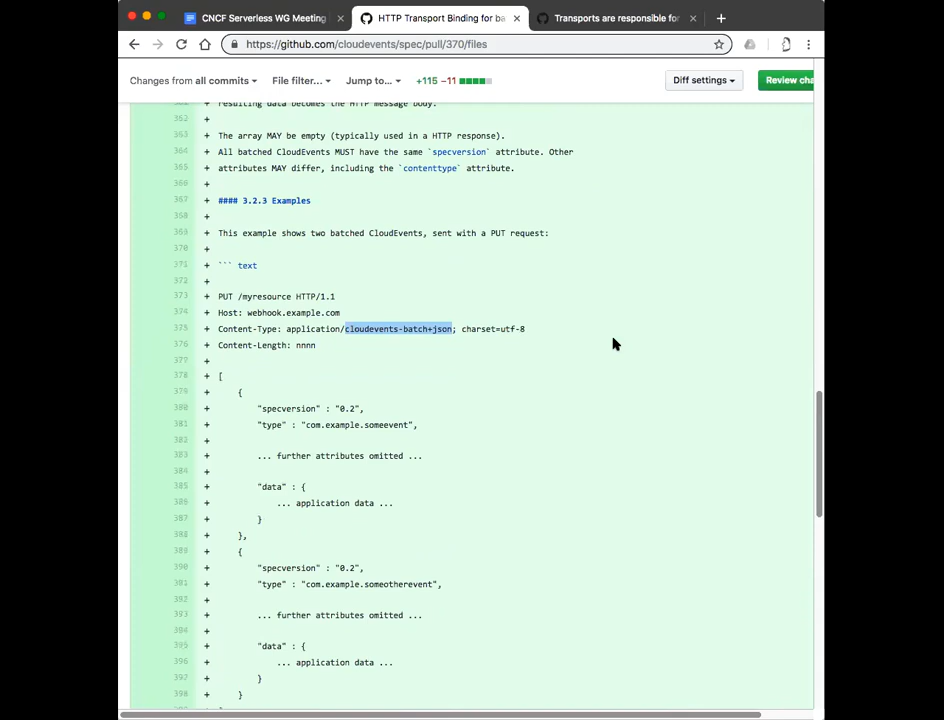 CNCF Serverless WG Meeting
HTTP Transport Binding for ba
Transports are responsible for
https://github.com/cloudevents/spec/pull/370/files
Changes from all commits
File filter...
Jump to...
+115 −11
Diff settings
Review cha
resulting data becomes the HTTP message body.
362 +
363 + The array MAY be empty (typically used in a HTTP response).
364 + All batched CloudEvents MUST have the same `specversion` attribute. Other
365 + attributes MAY differ, including the `contenttype` attribute.
366 +
367 + #### 3.2.3 Examples
368 +
369 + This example shows two batched CloudEvents, sent with a PUT request:
370 +
371 + ``` text
372 +
373 + PUT /myresource HTTP/1.1
374 + Host: webhook.example.com
375 + Content-Type: application/cloudevents-batch+json; charset=utf-8
376 + Content-Length: nnnn
377 +
378 + [
379 + {
380 + "specversion" : "0.2",
381 + "type" : "com.example.someevent",
382 +
383 + ... further attributes omitted ...
384 +
385 + "data" : {
386 + ... application data ...
387 + }
388 + },
389 + {
390 + "specversion" : "0.2",
391 + "type" : "com.example.someotherevent",
392 +
393 + ... further attributes omitted ...
394 +
395 + "data" : {
396 + ... application data ...
397 + }
398 + }